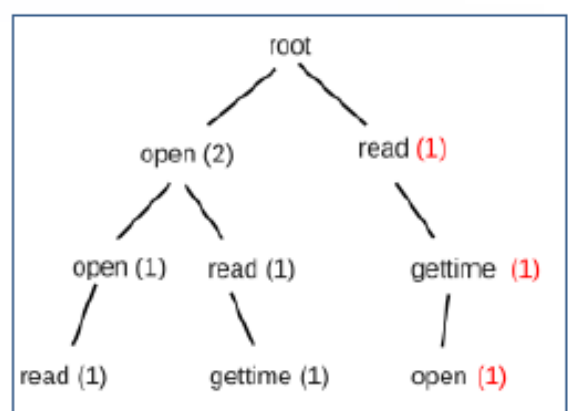 root
open (2) read (1)
open (1) read (1) gettime (1)
read (1) gettime (1) open (1)